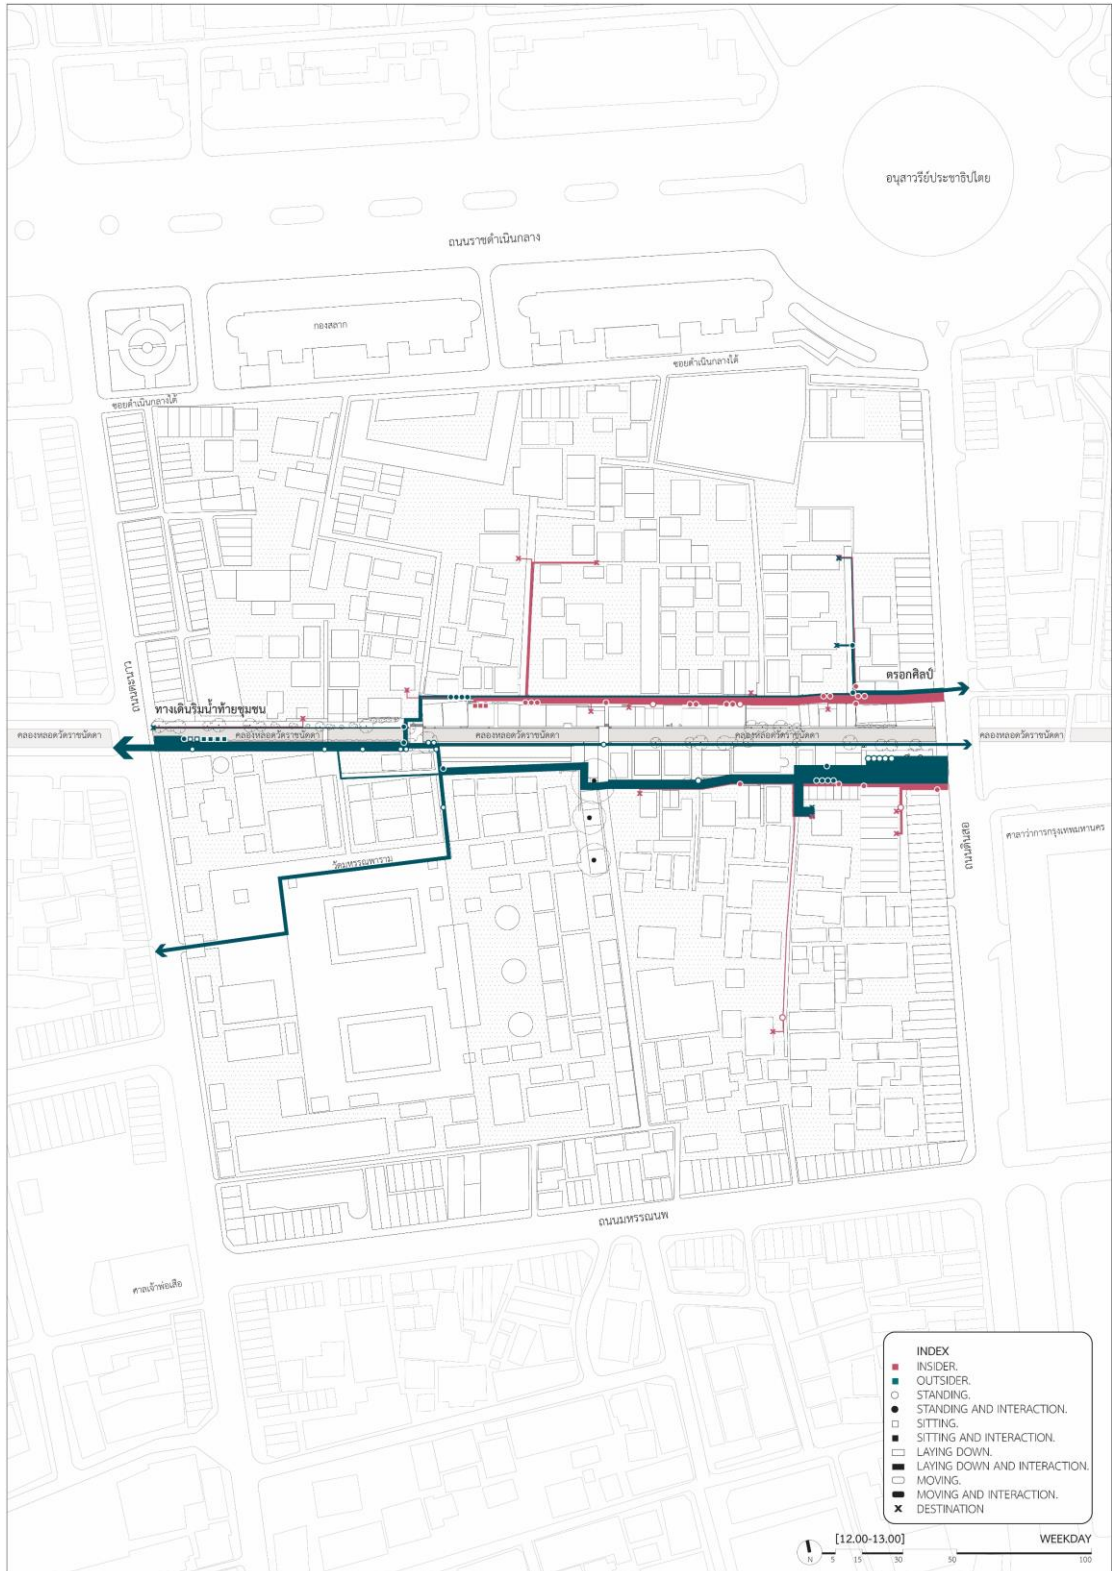 อนุสาวรีย์ประชาธิปไตย
ถนนราชดำเนินกลาง
กองสลาก
ซอยดำเนินกลางใต้
ซอยดำเนินกลางใต้
ถนนตะนาว
ตรอกศิลป์
ทางเดินริมน้ำท้ายชุมชน
คลองหลอดวัดราชนัดดา
คลองหลอดวัดราชนัดดา
คลองหลอดวัดราชนัดดา
คลองหลอดวัดราชนัดดา
คลองหลอดวัดราชนัดดา
ศาลาว่าการกรุงเทพมหานคร
ถนนดินสอ
วัดมหรรณพาราม
ถนนมหรรณนพ
ศาลเจ้าพ่อเสือ
INDEX
INSIDER.
OUTSIDER.
STANDING.
STANDING AND INTERACTION.
SITTING.
SITTING AND INTERACTION.
LAYING DOWN.
LAYING DOWN AND INTERACTION.
MOVING.
MOVING AND INTERACTION.
DESTINATION
[12.00-13.00] WEEKDAY
N 5 15 30 50 100